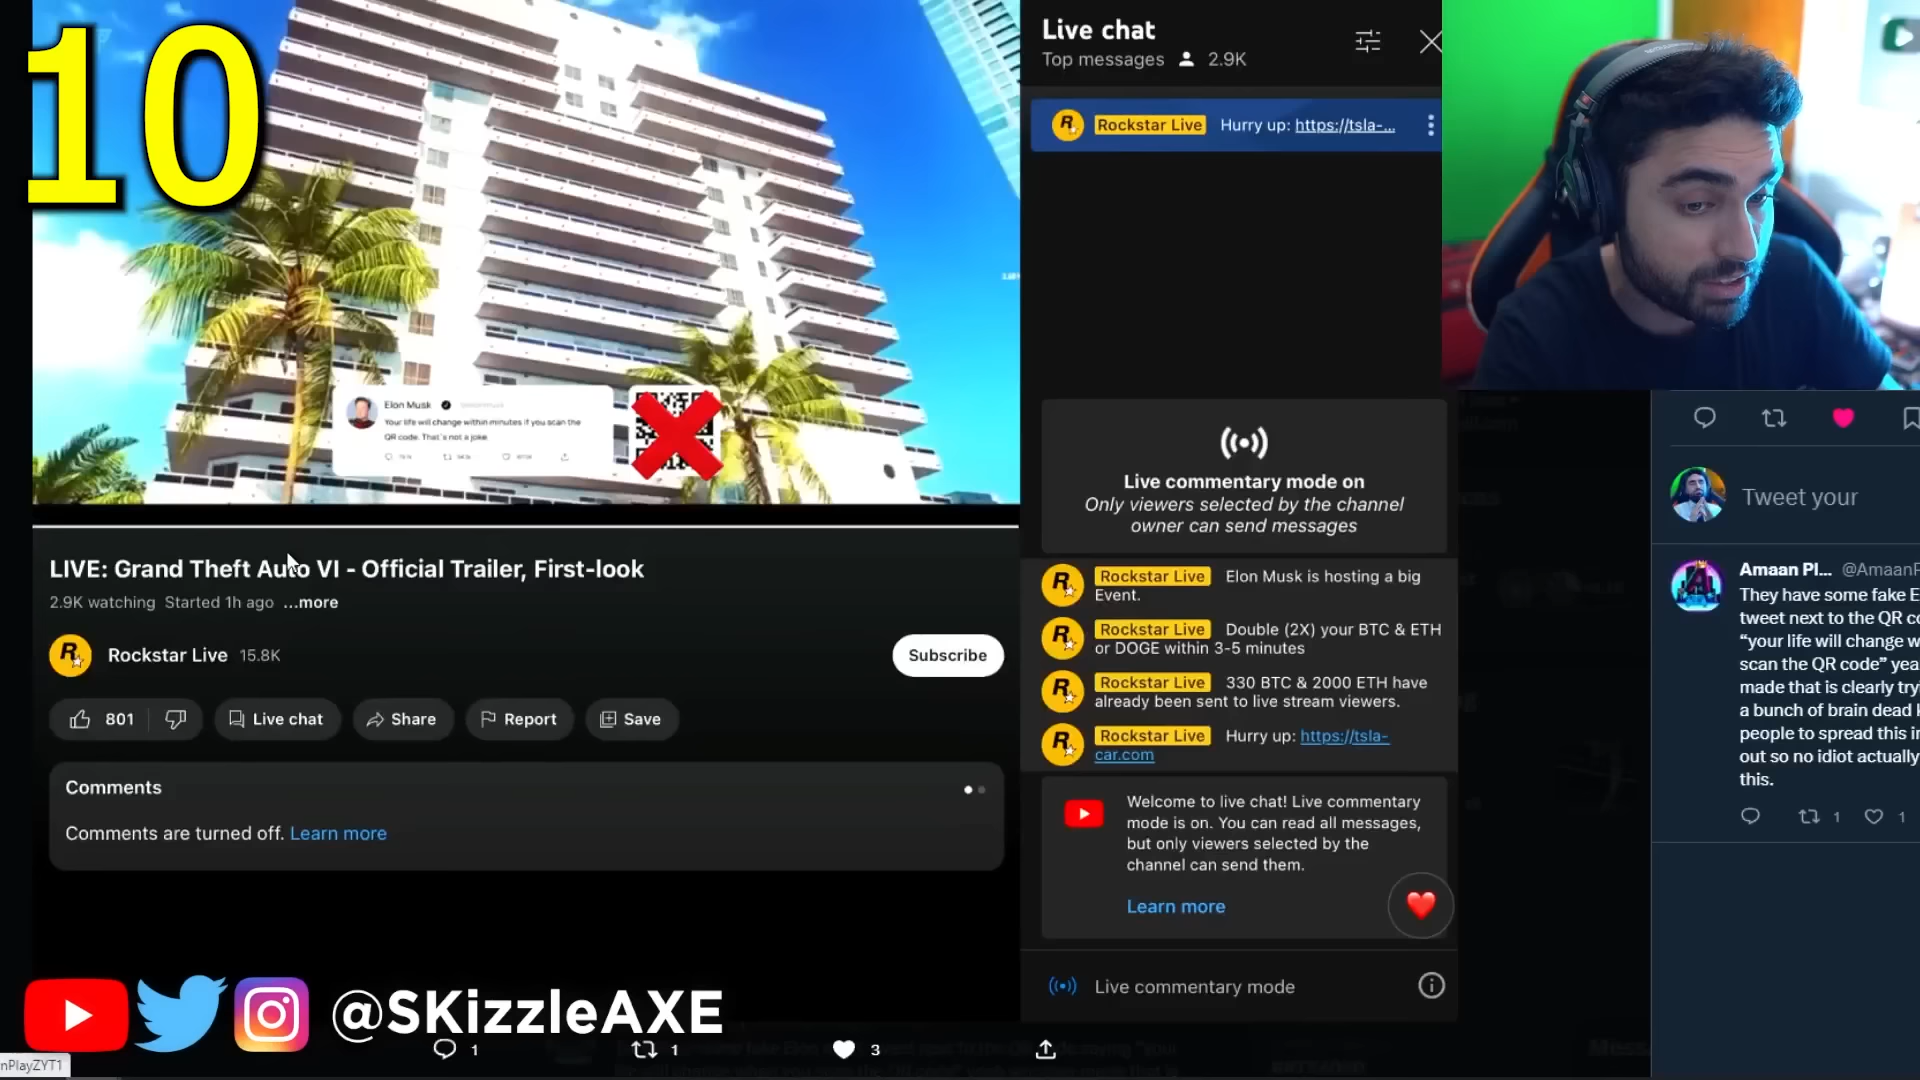 10
Elon Musk
Your life will change within minutes if you scan the
QR code. That's not a joke.
LIVE: Grand Theft Auto VI - Official Trailer, First-look
2.9K watching Started 1h ago ...more
Rockstar Live 15.8K
Subscribe
801
Live chat
Share
Report
Save
Comments
Comments are turned off. Learn more
@SKizzleAXE
1
1
3
nPlayZYT1
Live chat
Top messages 2.9K
Rockstar Live Hurry up: https://tsla-...
Live commentary mode on
Only viewers selected by the channel
owner can send messages
Rockstar Live Elon Musk is hosting a big
Event.
Rockstar Live Double (2X) your BTC & ETH
or DOGE within 3-5 minutes
Rockstar Live 330 BTC & 2000 ETH have
already been sent to live stream viewers.
Rockstar Live Hurry up: https://tsla-
car.com
Welcome to live chat! Live commentary
mode is on. You can read all messages,
but only viewers selected by the
channel can send them.
Learn more
Live commentary mode
Tweet your
Amaan Pl... @AmaanP
They have some fake E
tweet next to the QR co
“your life will change w
scan the QR code” yea
made that is clearly tryi
a bunch of brain dead k
people to spread this in
out so no idiot actually
this.
1
1